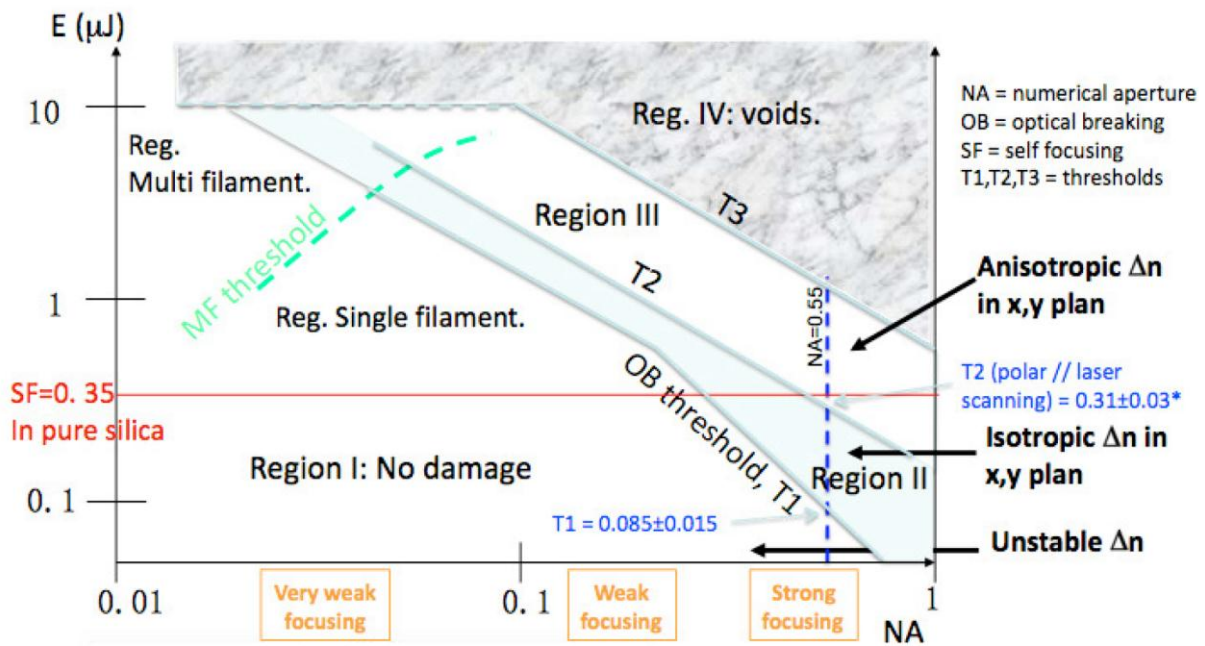 E (μJ)
10
1
0.1
Reg.
Multi filament.
MF threshold
Reg. IV: voids.
Region III
T3
T2
Reg. Single filament.
NA=0.55
OB threshold, T1
SF=0. 35
In pure silica
Region I: No damage
Region II
T1 = 0.085±0.015
NA = numerical aperture
OB = optical breaking
SF = self focusing
T1,T2,T3 = thresholds
Anisotropic Δn
in x,y plan
T2 (polar // laser
scanning) = 0.31±0.03*
Isotropic Δn in
x,y plan
Unstable Δn
0.01
0.1
1
NA
Very weak
focusing
Weak
focusing
Strong
focusing